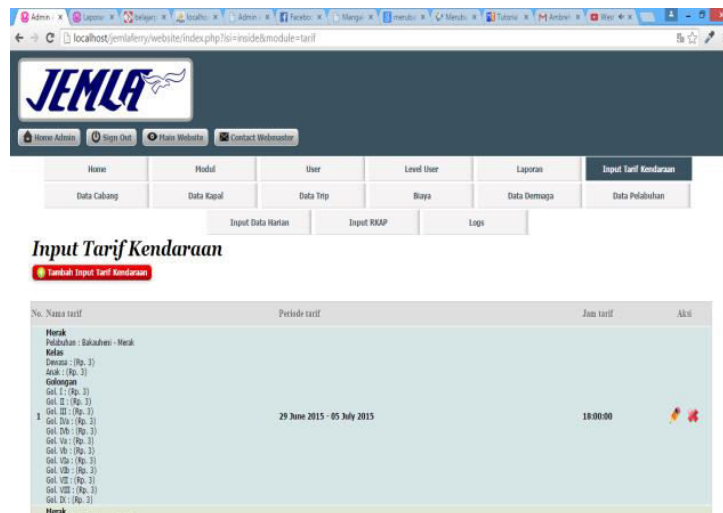 Admin
Laporan
localho
Admin
Facebo
localhost/jemlaferry/website/index.php?isi=inside&module=tarif
JEMLA
Home Admin Sign Out Main Website Contact Webmaster
Home Modul User Level User Laporan Input Tarif Kendaraan
Data Cabang Data Kapal Data Trip Biaya Data Dermaga Data Pelabuhan
Input Data Harian Input RKAP Logs
Input Tarif Kendaraan
Tambah Input Tarif Kendaraan
No. Nama tarif Periode tarif Jam tarif Aksi
Merak
Pelabuhan : Bakauheni - Merak
Kelas
Dewasa : (Rp. 3)
Anak : (Rp. 3)
Golongan
Gol. I : (Rp. 3)
Gol. II : (Rp. 3)
1 Gol. III : (Rp. 3) 29 June 2015 - 05 July 2015 18:00:00
Gol. IVa : (Rp. 3)
Gol. IVb : (Rp. 3)
Gol. Va : (Rp. 3)
Gol. Vb : (Rp. 3)
Gol. VIa : (Rp. 3)
Gol. VIb : (Rp. 3)
Gol. VII : (Rp. 3)
Gol. VIII : (Rp. 3)
Gol. IX : (Rp. 3)
Merak